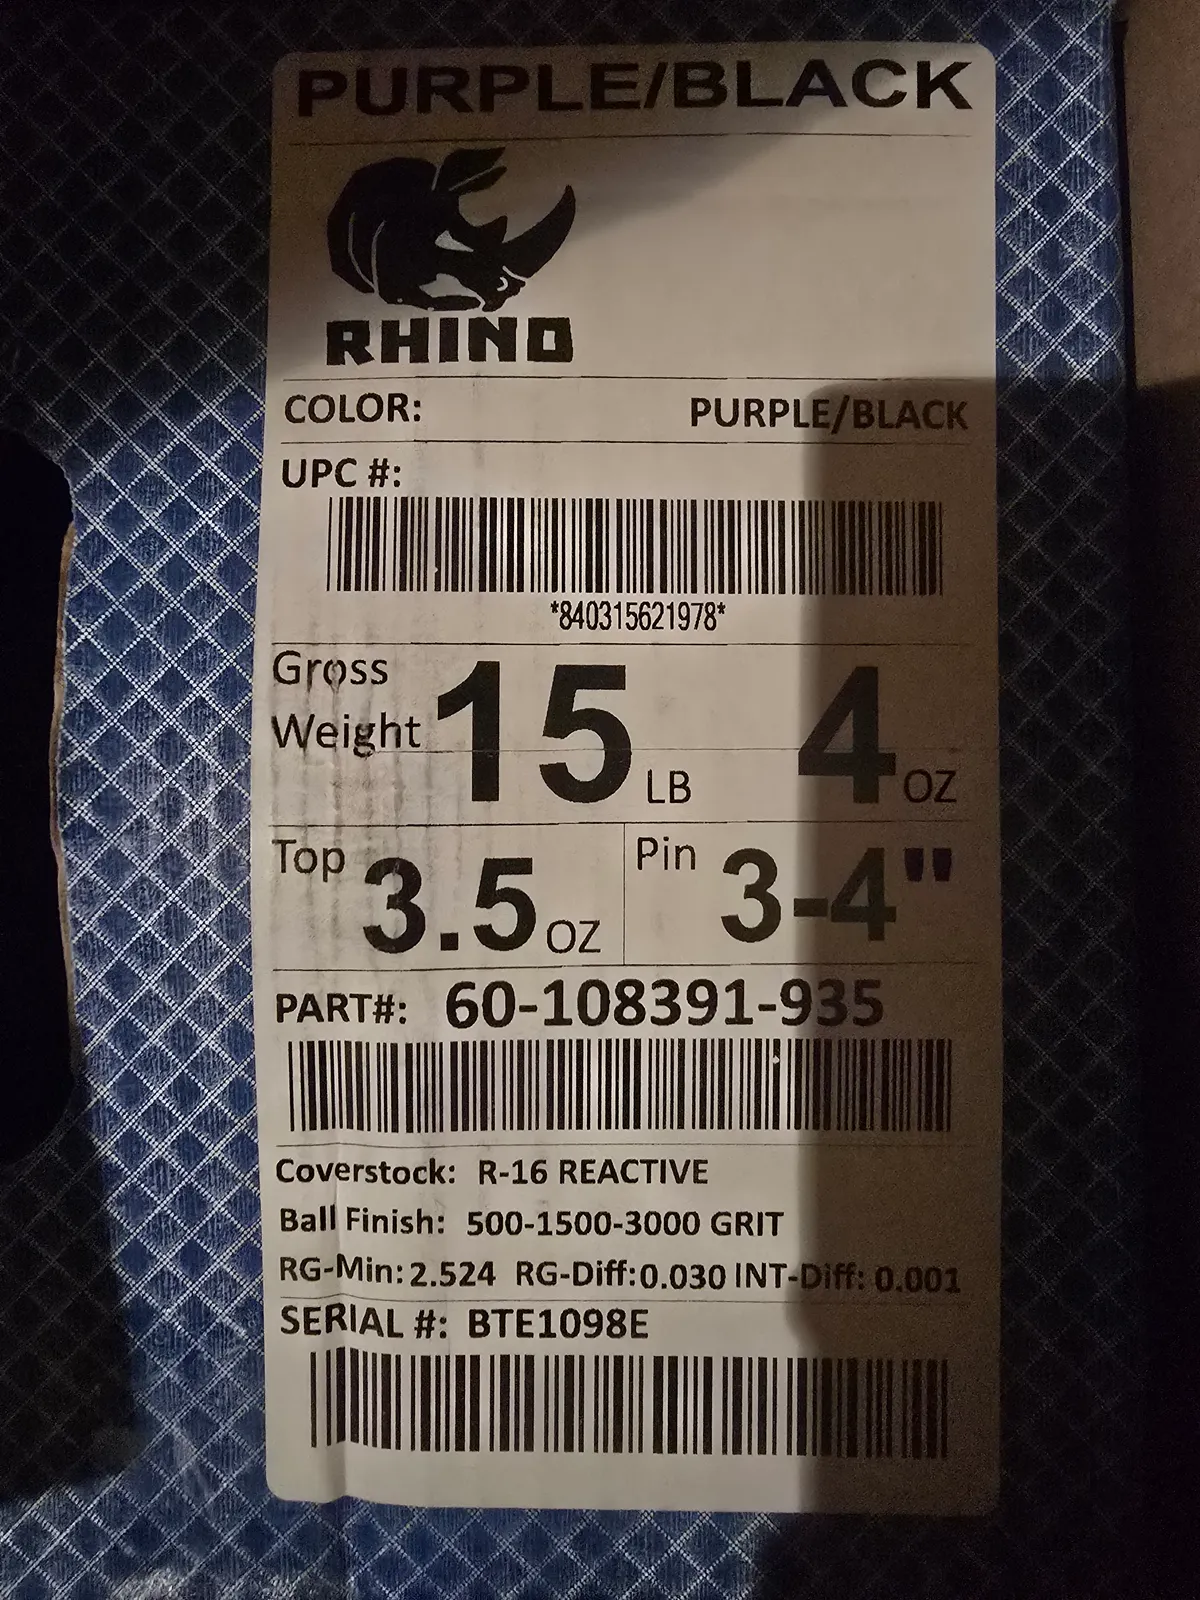 PURPLE/BLACK
RHINO
COLOR: PURPLE/BLACK
UPC #:
*840315621978*
Gross Weight 15 LB 4 OZ
Top 3.5 OZ Pin 3-4"
PART#: 60-108391-935
Coverstock: R-16 REACTIVE
Ball Finish: 500-1500-3000 GRIT
RG-Min: 2.524 RG-Diff: 0.030 INT-Diff: 0.001
SERIAL #: BTE1098E